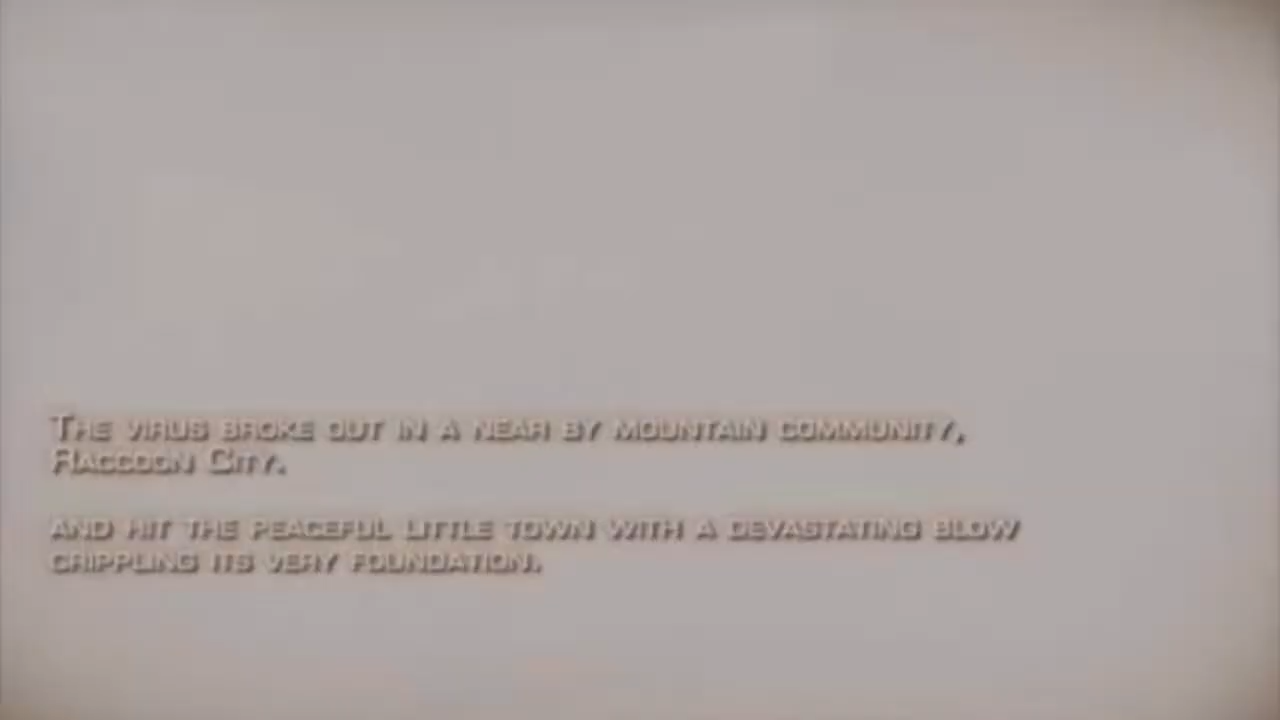 The virus broke out in a near by mountain community,
Raccoon City.
and hit the peaceful little town with a devastating blow
crippling its very foundation.